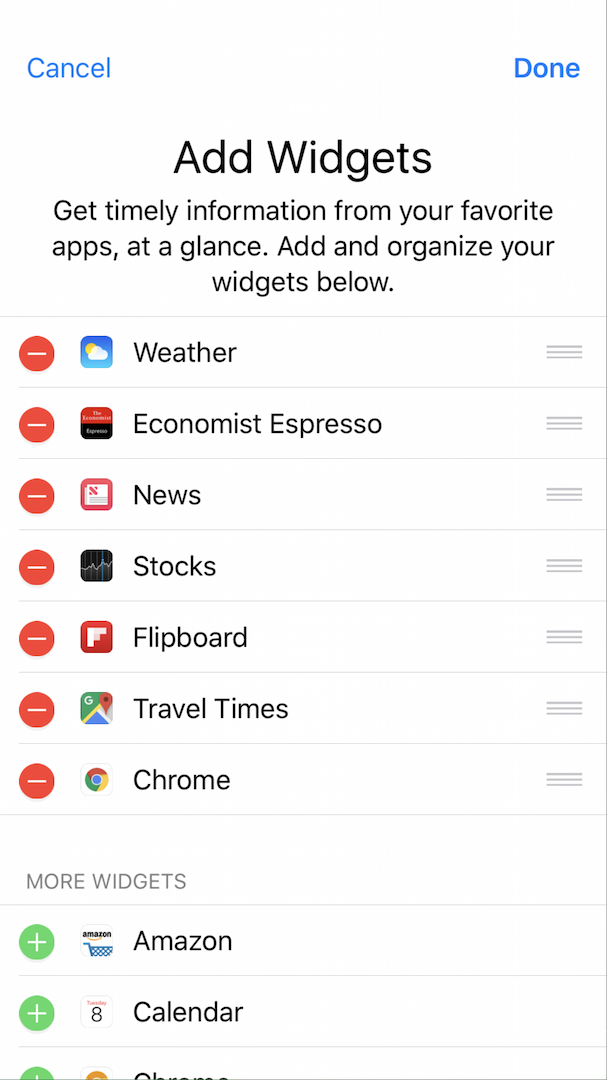 Cancel
Done
Add Widgets
Get timely information from your favorite
apps, at a glance. Add and organize your
widgets below.
Weather
The
Economist
Espresso
Economist Espresso
News
Stocks
Flipboard
G
Travel Times
Chrome
MORE WIDGETS
amazon
Amazon
Tuesday
8
Calendar
Chrome